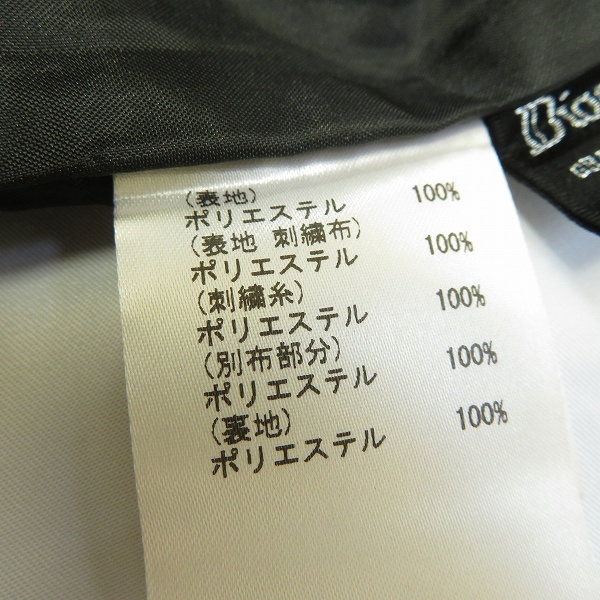 (表地)
ポリエステル 100%
(表地 刺繍布)
ポリエステル 100%
(刺繍糸)
ポリエステル 100%
(別布部分)
ポリエステル 100%
(裏地)
ポリエステル 100%